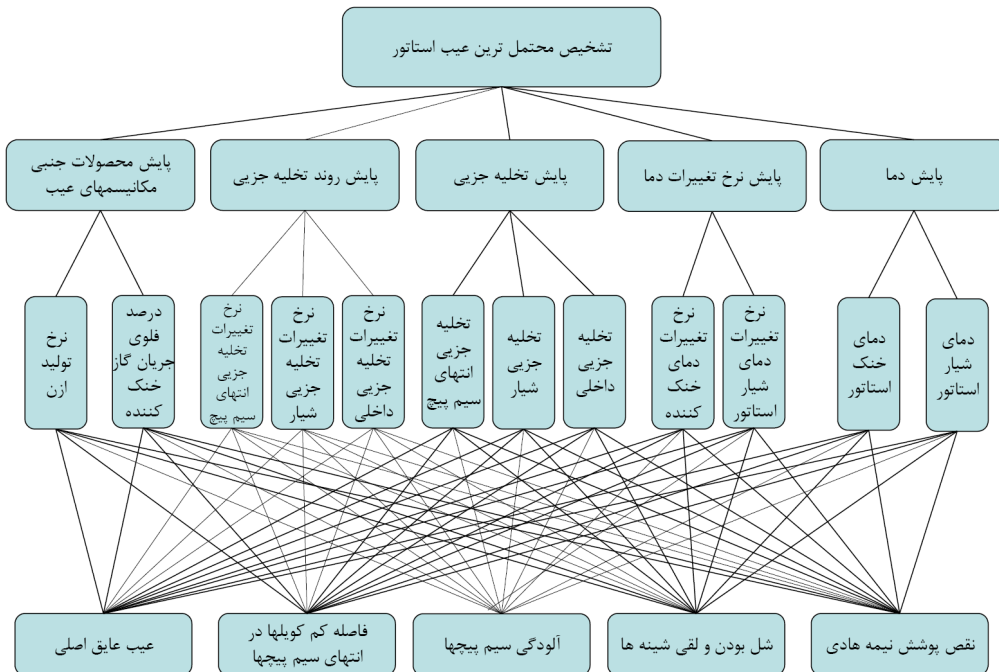 تشخیص محتمل ترین عیب استاتور
پایش دما
پایش نرخ تغییرات دما
پایش تخلیه جزیی
پایش روند تخلیه جزیی
پایش محصولات جنبی
مکانیسمهای عیب
دمای
شیار
استاتور
دمای
خنک
استاتور
نرخ
تغییرات
دمای
شیار
استاتور
نرخ
تغییرات
دمای
خنک
کننده
تخلیه
جزیی
داخلی
تخلیه
جزیی
شیار
تخلیه
جزیی
انتهای
سیم پیچ
نرخ
تغییرات
تخلیه
جزیی
داخلی
نرخ
تغییرات
تخلیه
جزیی
شیار
نرخ
تغییرات
تخلیه
جزیی
انتهای
سیم پیچ
درصد
فلوی
جریان گاز
خنک
کننده
نرخ
تولید
ازن
نقص پوشش نیمه هادی
شل بودن و لقی شینه ها
آلودگی سیم پیچها
فاصله کم کویلها در
انتهای سیم پیچها
عیب عایق اصلی